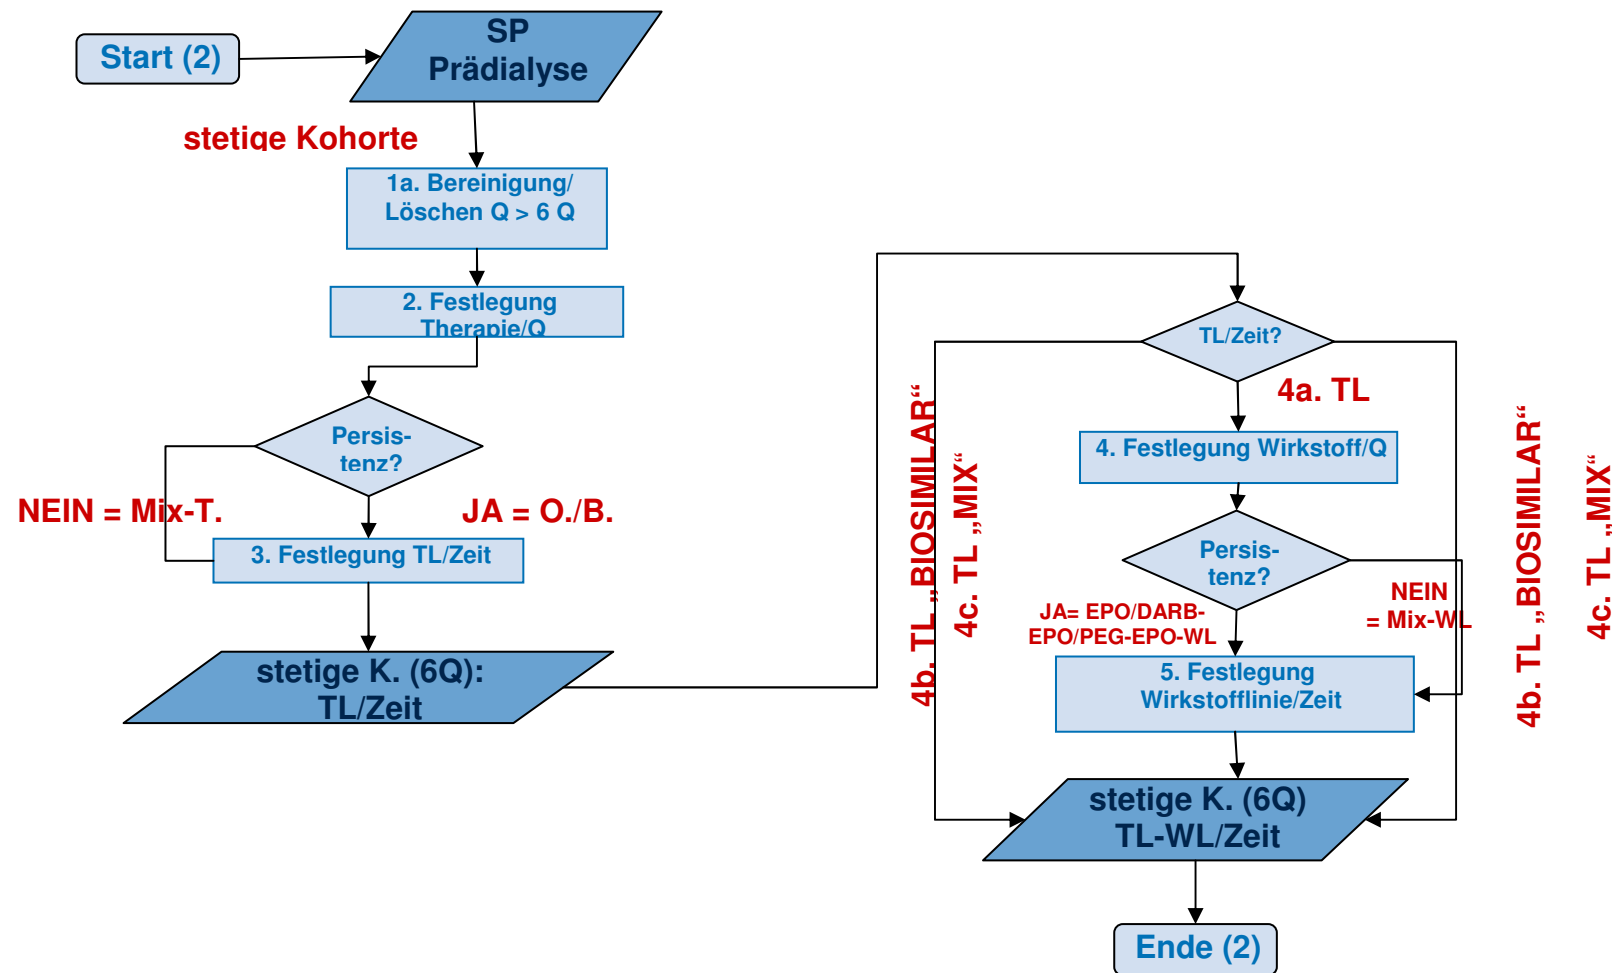 Start (2)
SP
Prädialyse
stetige Kohorte
1a. Bereinigung/
Löschen Q > 6 Q
2. Festlegung
Therapie/Q
Persis-
tenz?
NEIN = Mix-T.
JA = O./B.
3. Festlegung TL/Zeit
stetige K. (6Q):
TL/Zeit
TL/Zeit?
4a. TL
4b. TL „BIOSIMILAR“
4c. TL „MIX“
4. Festlegung Wirkstoff/Q
Persis-
tenz?
JA= EPO/DARB-
EPO/PEG-EPO-WL
NEIN
= Mix-WL
5. Festlegung
Wirkstofflinie/Zeit
4b. TL „BIOSIMILAR“
4c. TL „MIX“
stetige K. (6Q)
TL-WL/Zeit
Ende (2)